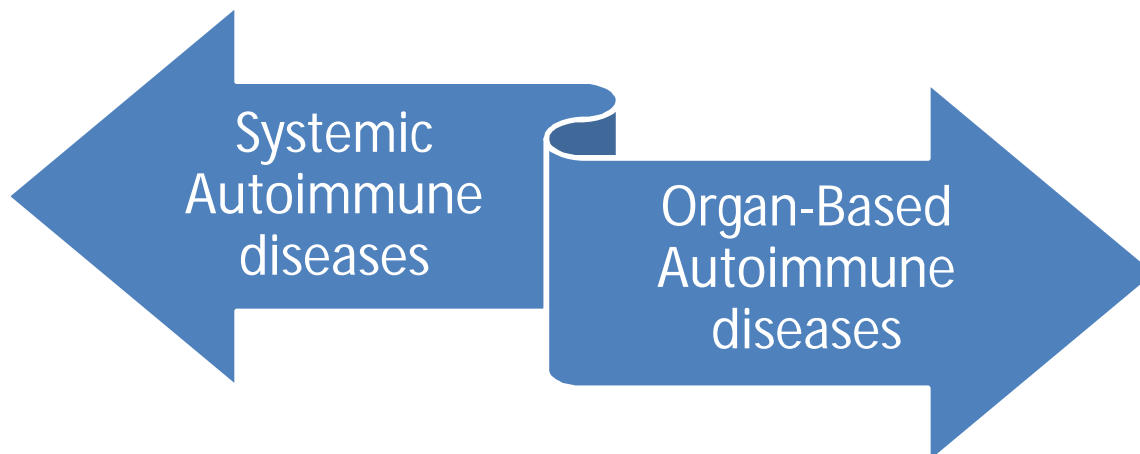 Systemic
Autoimmune
diseases
Organ-Based
Autoimmune
diseases